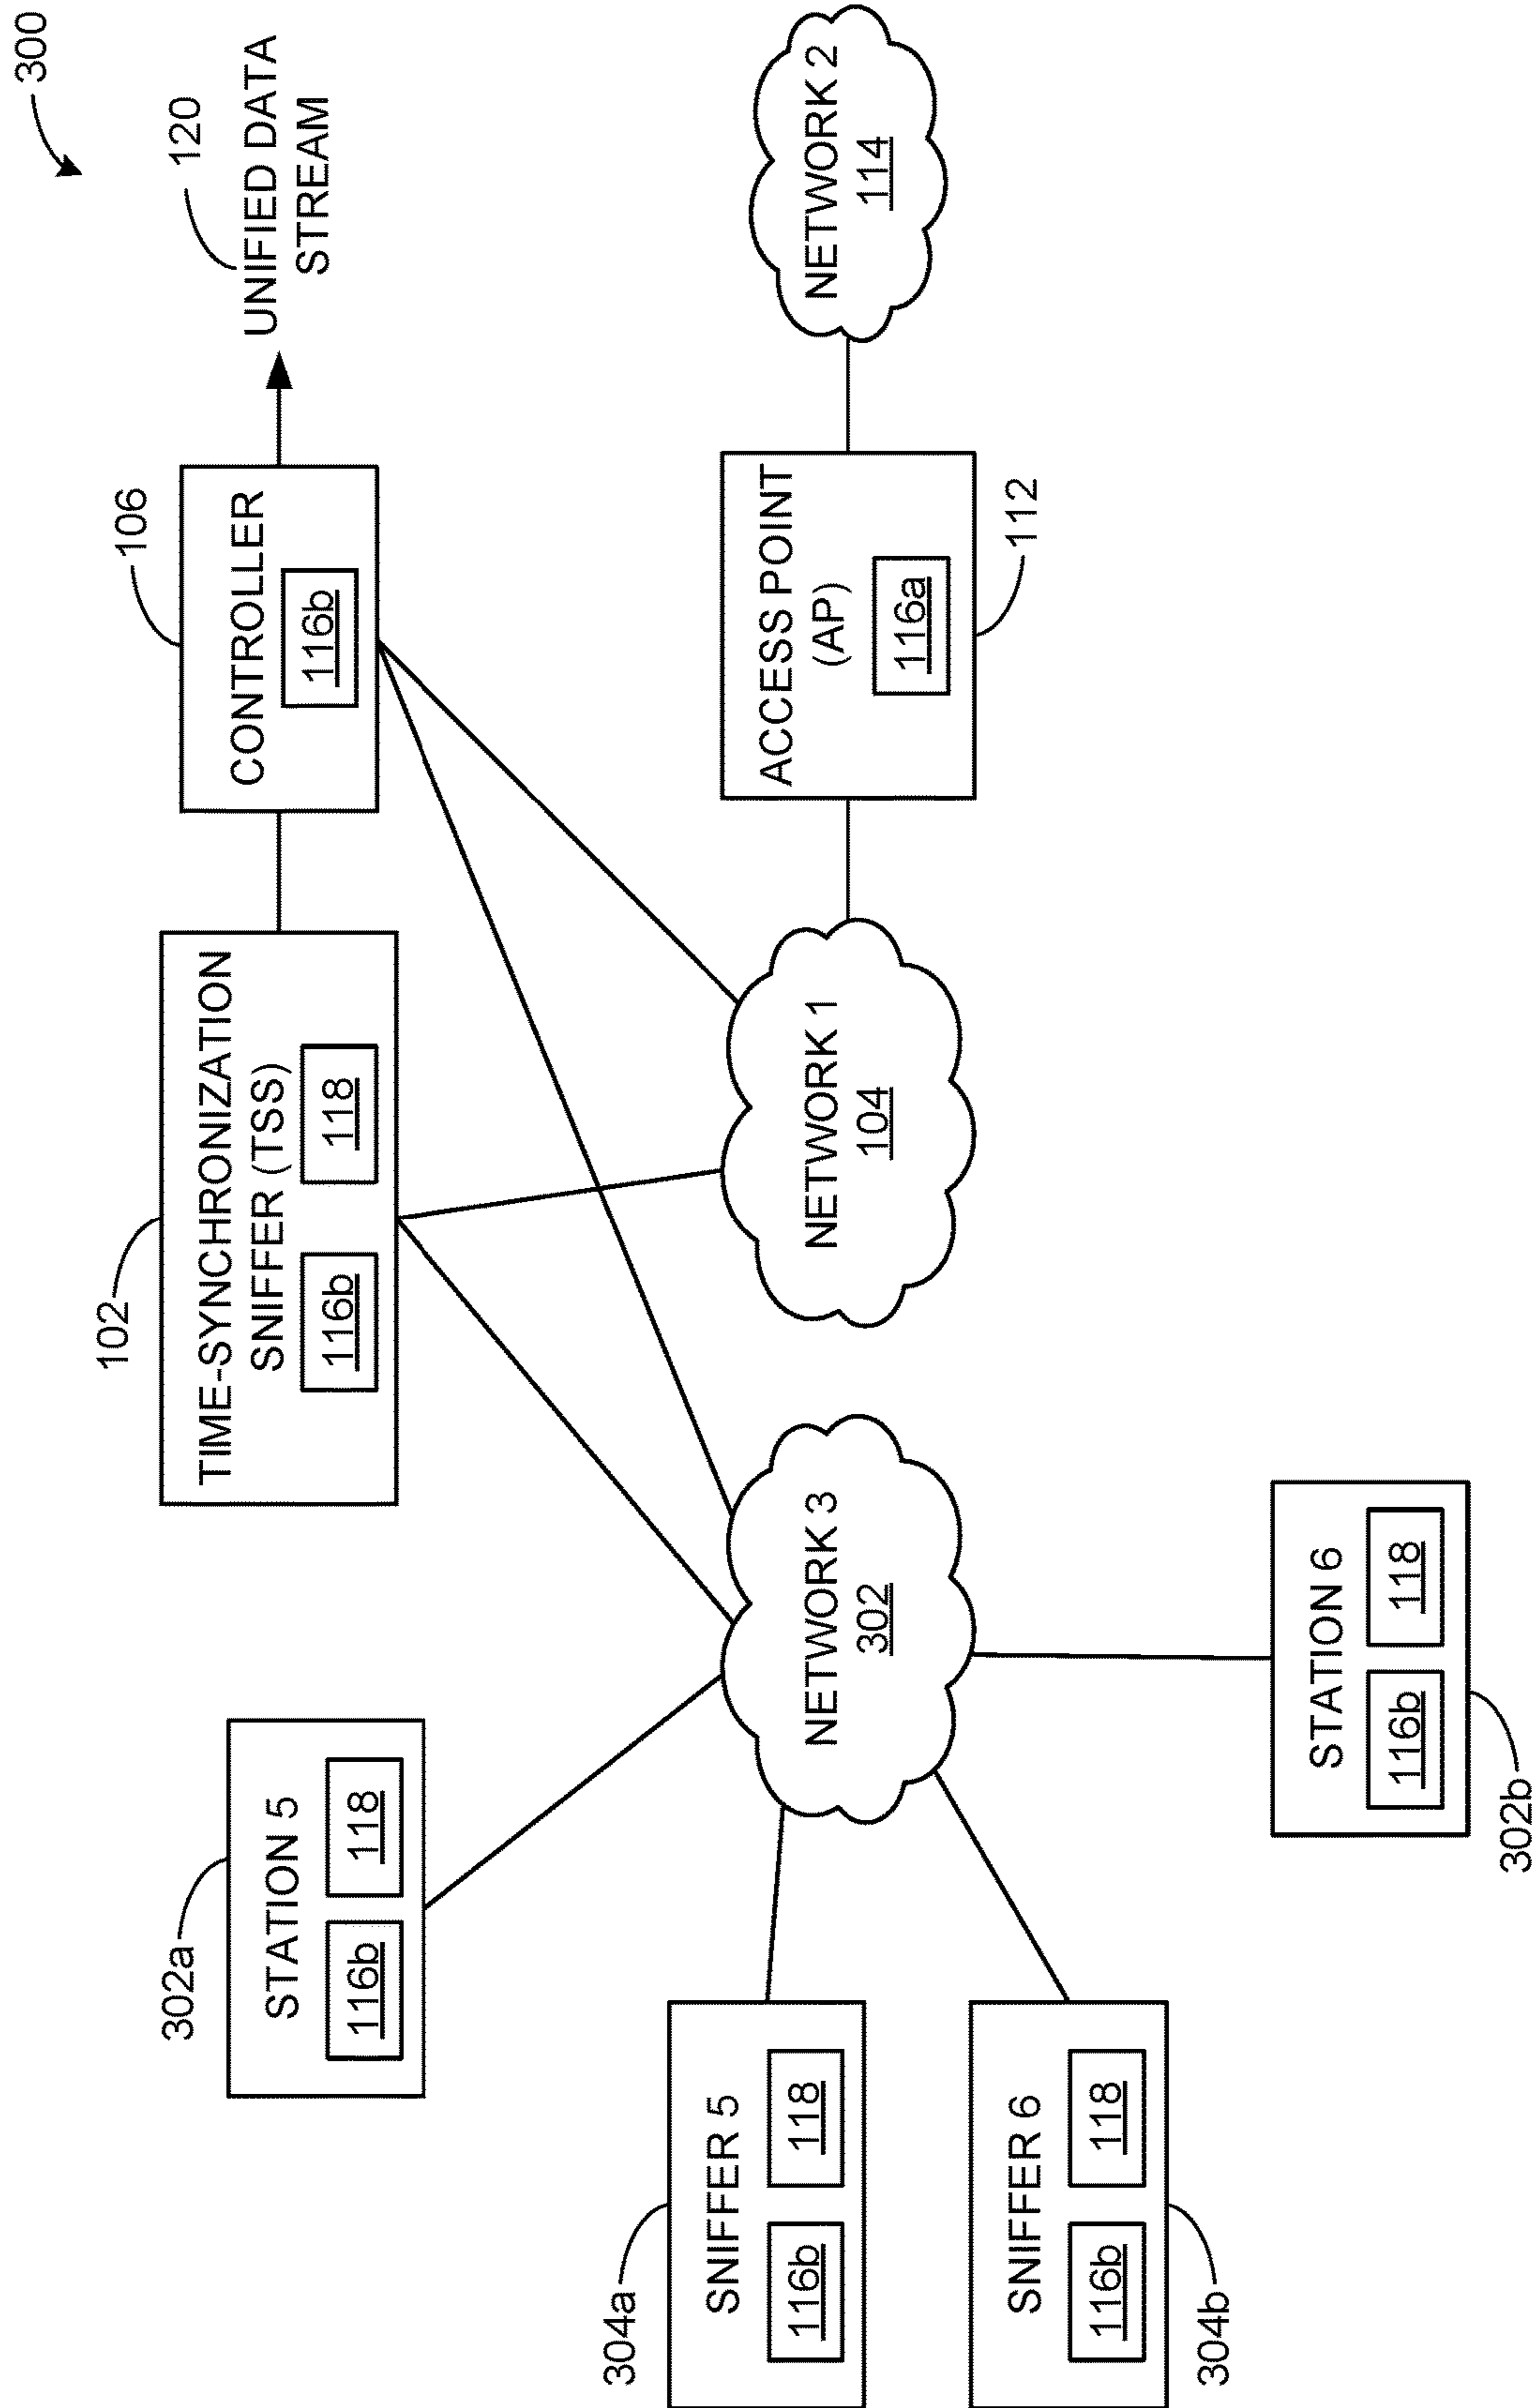 300
120
UNIFIED DATA
STREAM
106
CONTROLLER
116b
102
TIME-SYNCHRONIZATION
SNIFFER (TSS)
116b
118
302a
STATION 5
116b
118
304a
SNIFFER 5
116b
118
304b
SNIFFER 6
116b
118
NETWORK 3
302
NETWORK 1
104
ACCESS POINT
(AP)
116a
112
NETWORK 2
114
STATION 6
116b
118
302b